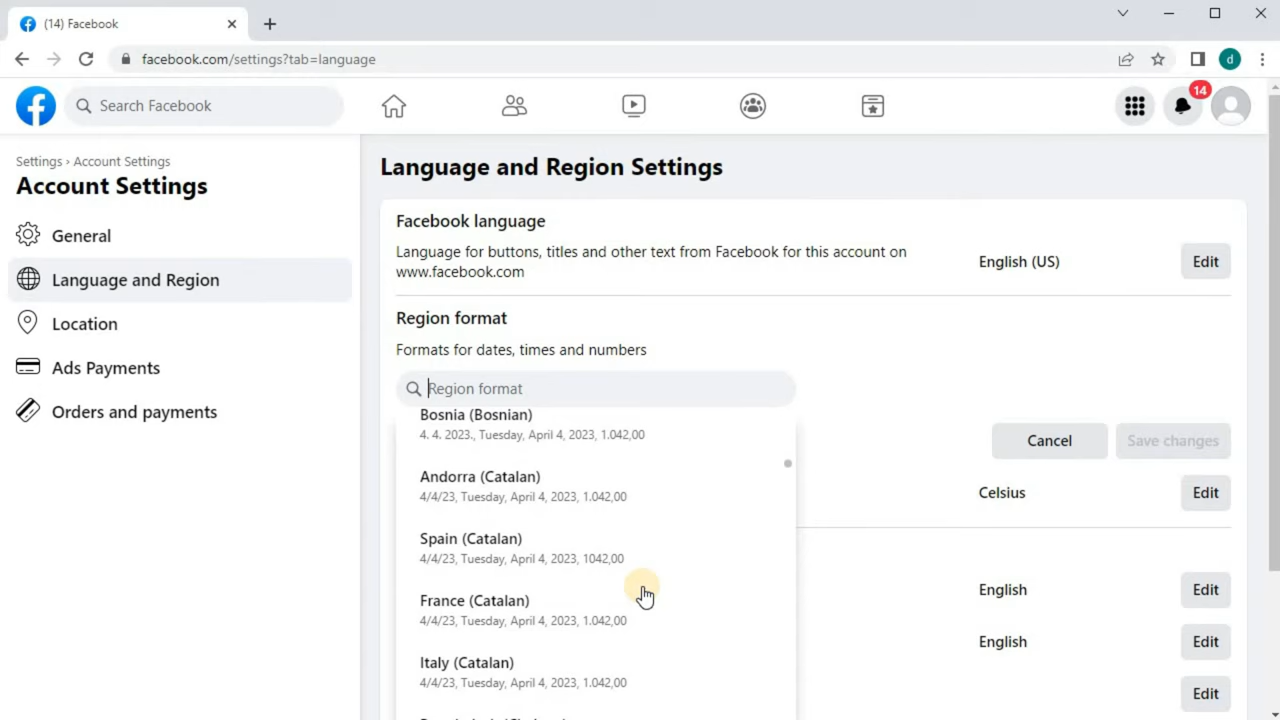 (14) Facebook
facebook.com/settings?tab=language
d
Search Facebook
14
Settings › Account Settings
Account Settings
General
Language and Region
Location
Ads Payments
Orders and payments
Language and Region Settings
Facebook language
Language for buttons, titles and other text from Facebook for this account on
www.facebook.com
English (US)
Edit
Region format
Formats for dates, times and numbers
Region format
Bosnia (Bosnian)
4. 4. 2023., Tuesday, April 4, 2023, 1.042,00
Andorra (Catalan)
4/4/23, Tuesday, April 4, 2023, 1.042,00
Spain (Catalan)
4/4/23, Tuesday, April 4, 2023, 1042,00
France (Catalan)
4/4/23, Tuesday, April 4, 2023, 1.042,00
Italy (Catalan)
4/4/23, Tuesday, April 4, 2023, 1.042,00
Cancel
Save changes
Celsius
Edit
English
Edit
English
Edit
Edit